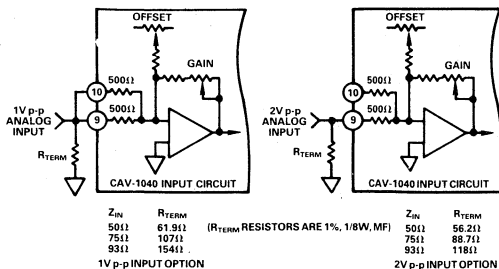 OFFSET
GAIN
10
500Ω
500Ω
1V p-p
ANALOG
INPUT
9
RTERM
CAV-1040 INPUT CIRCUIT
OFFSET
GAIN
10
500Ω
500Ω
2V p-p
ANALOG
INPUT
9
RTERM
CAV-1040 INPUT CIRCUIT
ZIN RTERM
50Ω 61.9Ω
75Ω 107Ω
93Ω 154Ω
1V p-p INPUT OPTION
(RTERM RESISTORS ARE 1%, 1/8W, MF)
ZIN RTERM
50Ω 56.2Ω
75Ω 88.7Ω
93Ω 118Ω
2V p-p INPUT OPTION